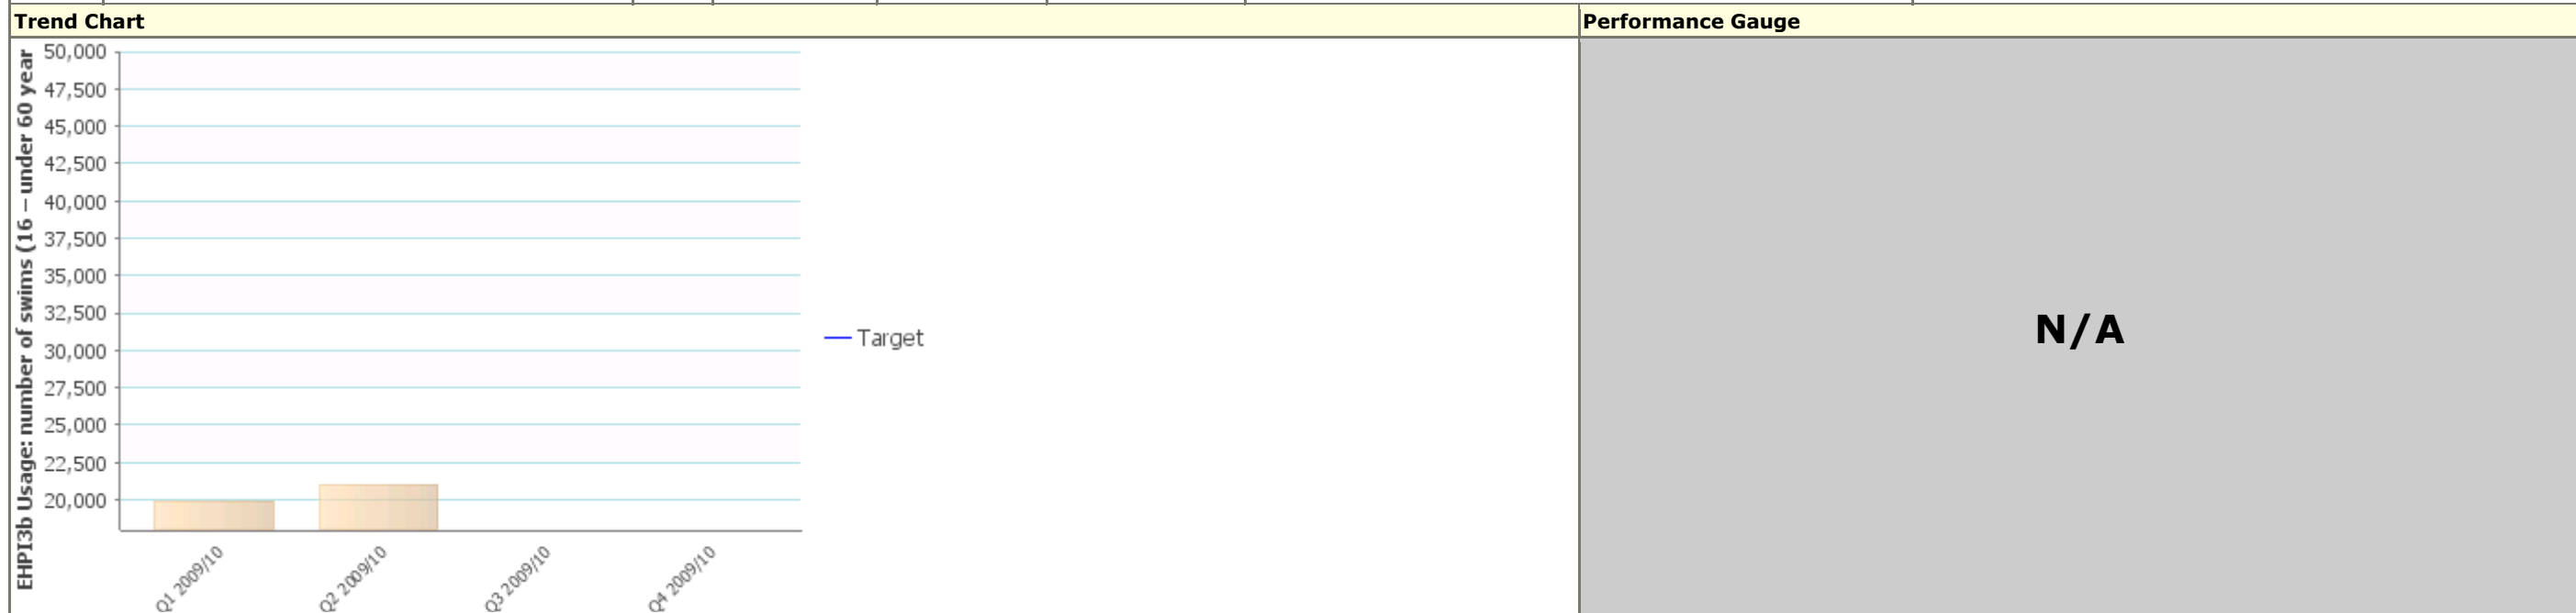 Trend Chart
Performance Gauge
EHPI3b Usage: number of swims (16 – under 60 year
50,000
47,500
45,000
42,500
40,000
37,500
35,000
32,500
30,000
27,500
25,000
22,500
20,000
Q1 2009/10
Q2 2009/10
Q3 2009/10
Q4 2009/10
Target
N/A